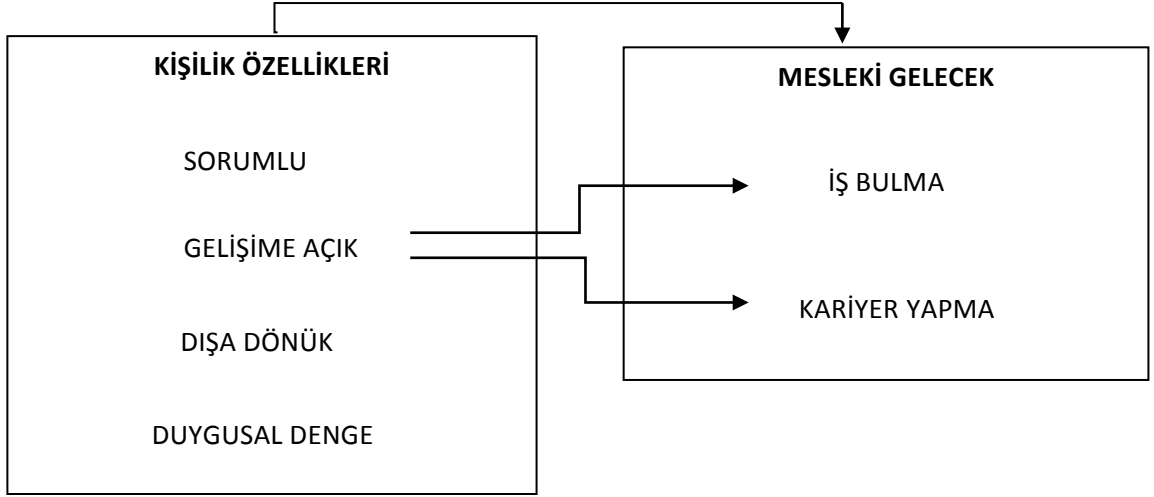 KİŞİLİK ÖZELLİKLERİ
SORUMLU
GELİŞİME AÇIK
DIŞA DÖNÜK
DUYGUSAL DENGE
MESLEKİ GELECEK
İŞ BULMA
KARİYER YAPMA